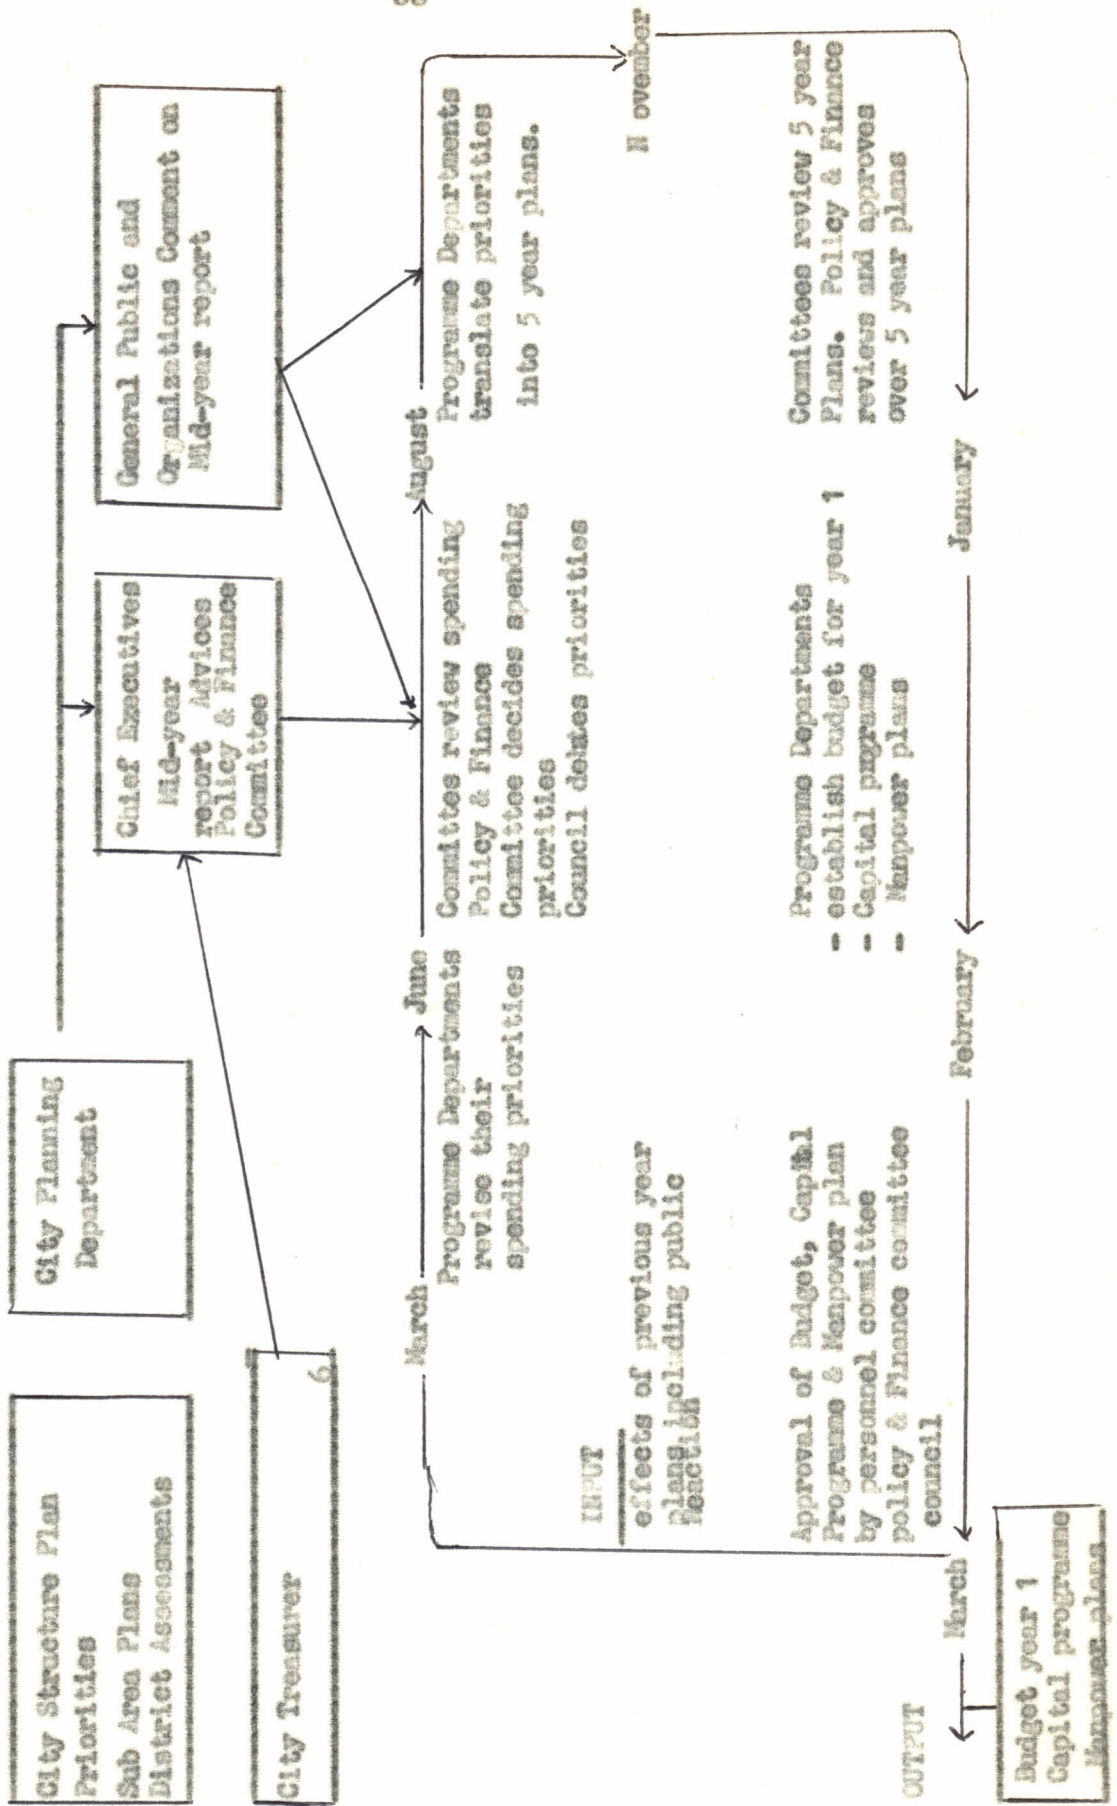 City Structure Plan
Priorities
Sub Area Plans
District Assessments
City Planning
Department
City Treasurer
6
Chief Executives
Mid-year
report Advices
Policy & Finance
Committee
General Public and
Organizations Comment on
Mid-year report
March
June
August
Programme Departments
revise their
spending priorities
Committee review spending
Policy & Finance
Committee decides spending
priorities
Council debates priorities
Programme Departments
translate priorities
into 5 year plans.
N ovember
INPUT
effects of previous year
plans including public
Reaction
Approval of Budget, Capital
Programme & Manpower plan
by personnel committee
policy & Finance committee
council
Programme Departments
- establish budget for year 1
- Capital programe
- Manpower plans
Committees review 5 year
Plans. Policy & Finance
reviews and approves
over 5 year plans
OUTPUT
March
February
January
Budget year 1
Capital programme
Manpower plans